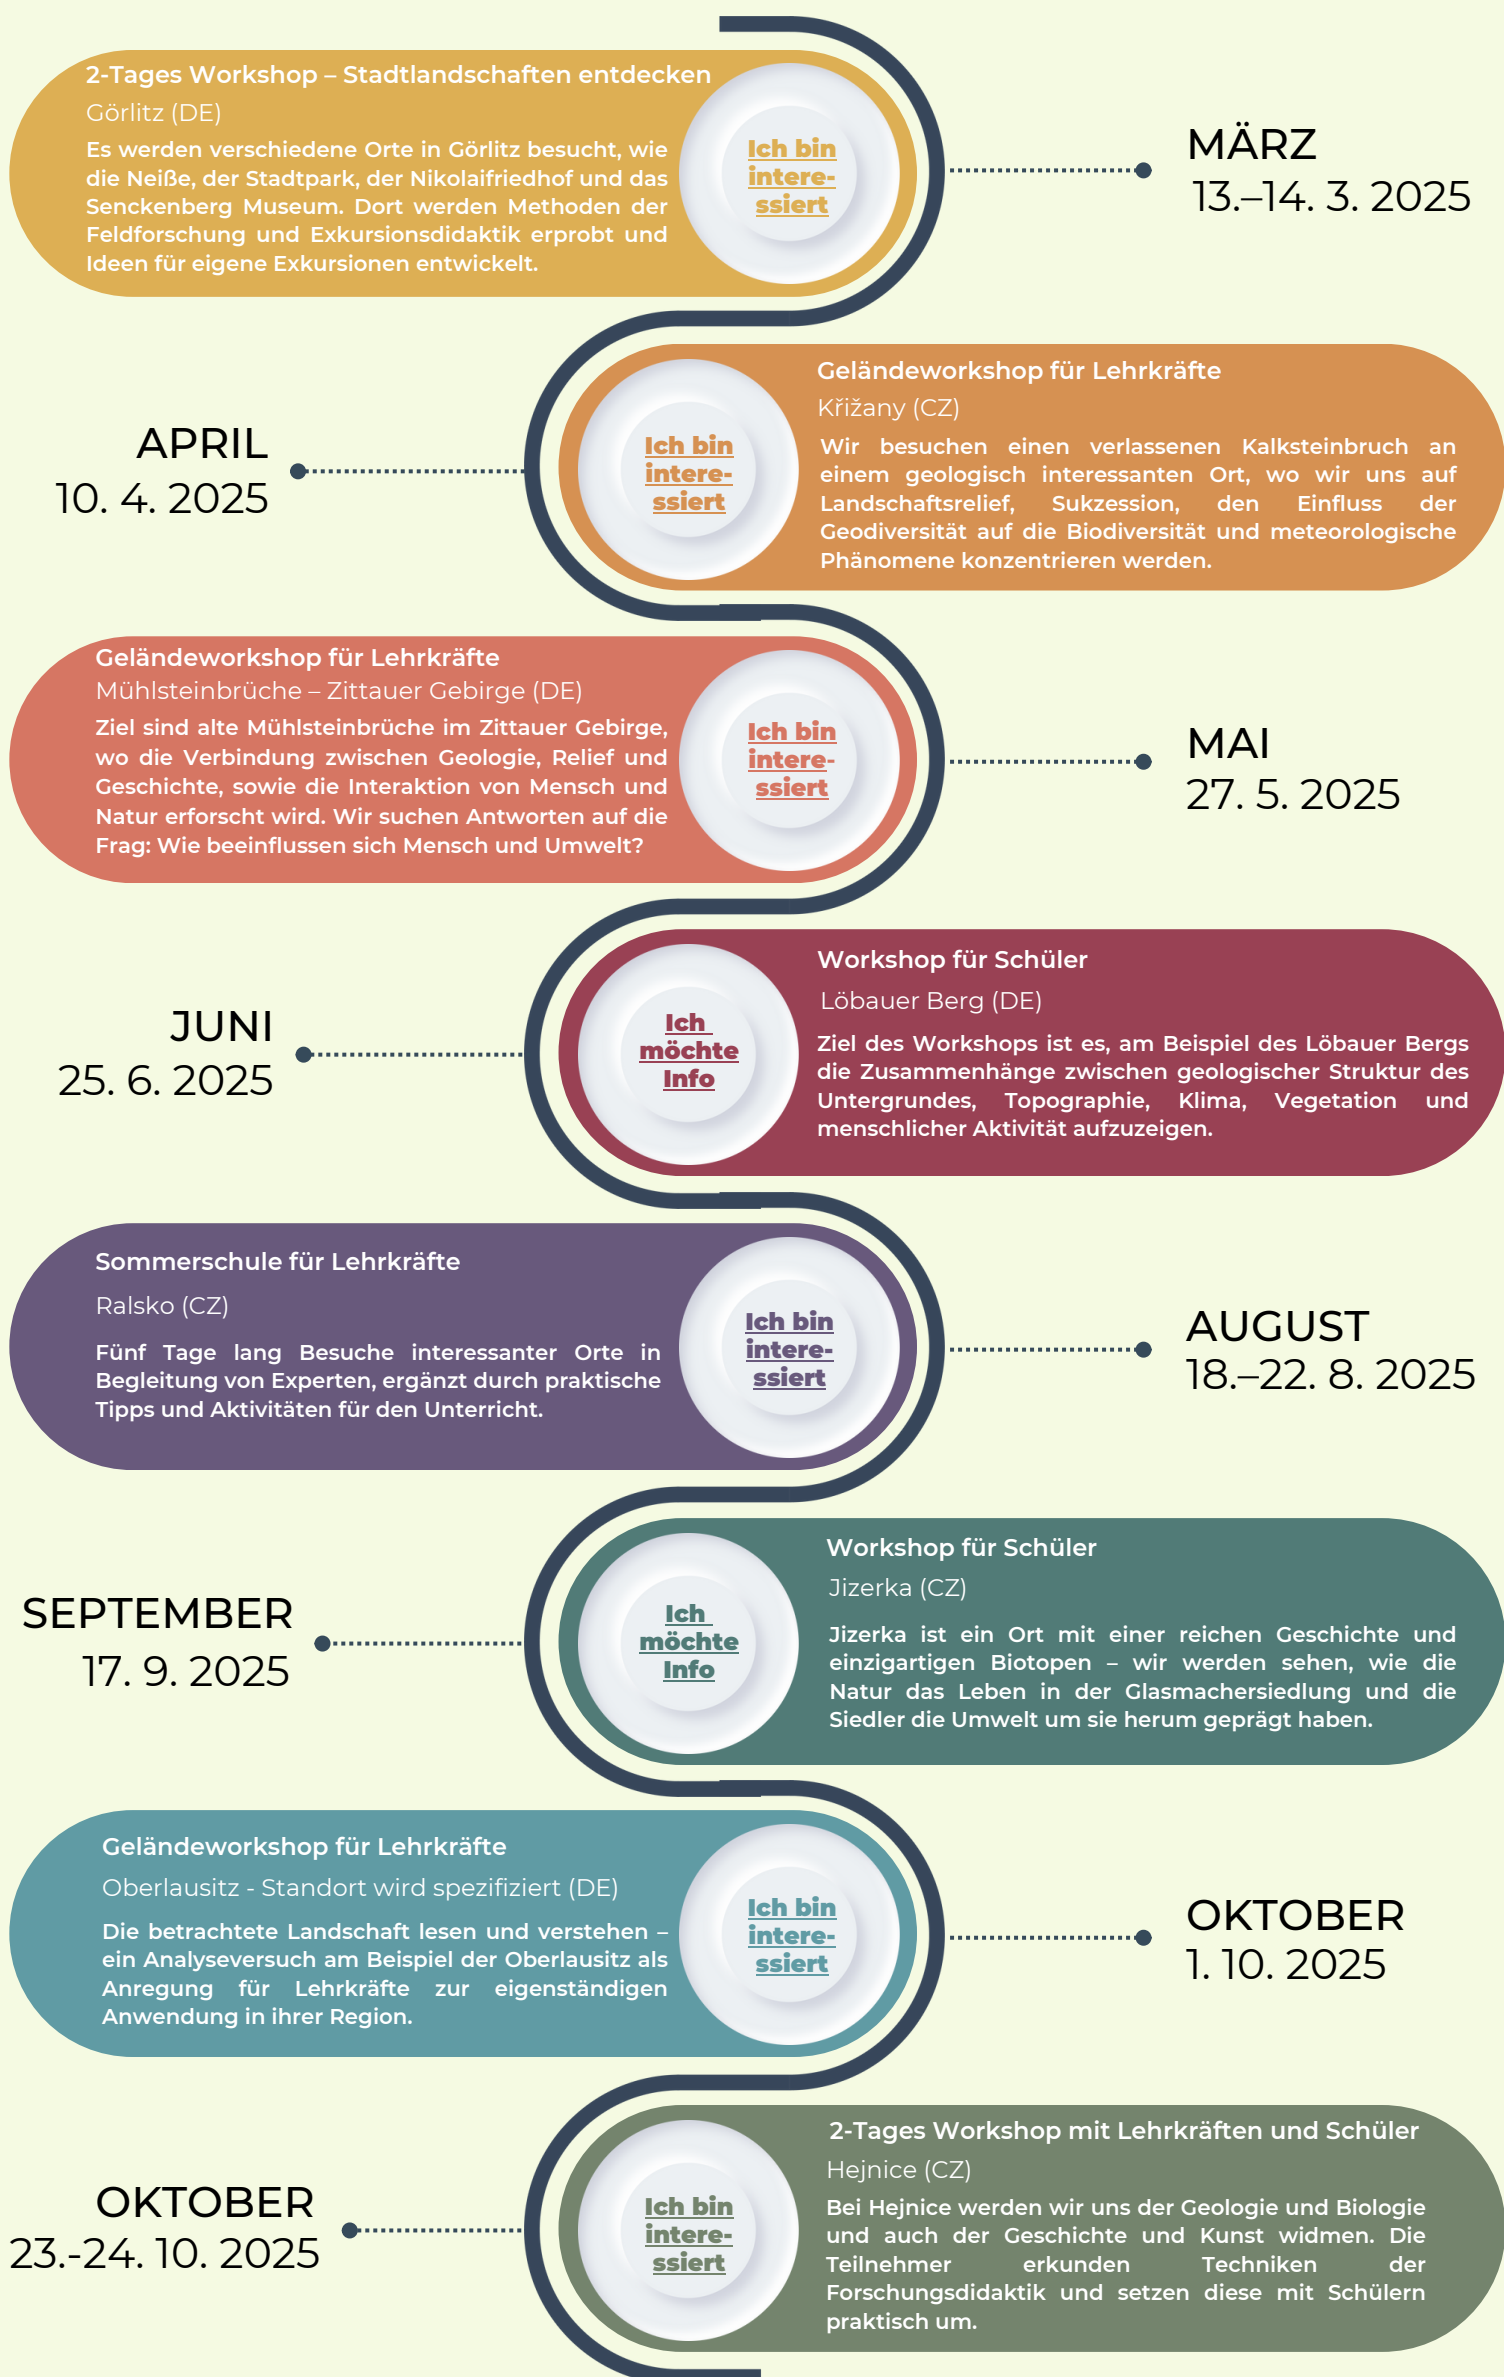 2-Tages Workshop – Stadtlandschaften entdecken
Görlitz (DE)
Es werden verschiedene Orte in Görlitz besucht, wie
die Neiße, der Stadtpark, der Nikolaifriedhof und das
Senckenberg Museum. Dort werden Methoden der
Feldforschung und Exkursionsdidaktik erprobt und
Ideen für eigene Exkursionen entwickelt.
Ich bin
intere-
ssiert
MÄRZ
13.–14. 3. 2025
APRIL
10. 4. 2025
Ich bin
intere-
ssiert
Geländeworkshop für Lehrkräfte
Křižany (CZ)
Wir besuchen einen verlassenen Kalksteinbruch an
einem geologisch interessanten Ort, wo wir uns auf
Landschaftsrelief, Sukzession, den Einfluss der
Geodiversität auf die Biodiversität und meteorologische
Phänomene konzentrieren werden.
Geländeworkshop für Lehrkräfte
Mühlsteinbrüche – Zittauer Gebirge (DE)
Ziel sind alte Mühlsteinbrüche im Zittauer Gebirge,
wo die Verbindung zwischen Geologie, Relief und
Geschichte, sowie die Interaktion von Mensch und
Natur erforscht wird. Wir suchen Antworten auf die
Frag: Wie beeinflussen sich Mensch und Umwelt?
Ich bin
intere-
ssiert
MAI
27. 5. 2025
JUNI
25. 6. 2025
Ich
möchte
Info
Workshop für Schüler
Löbauer Berg (DE)
Ziel des Workshops ist es, am Beispiel des Löbauer Bergs
die Zusammenhänge zwischen geologischer Struktur des
Untergrundes, Topographie, Klima, Vegetation und
menschlicher Aktivität aufzuzeigen.
Sommerschule für Lehrkräfte
Ralsko (CZ)
Fünf Tage lang Besuche interessanter Orte in
Begleitung von Experten, ergänzt durch praktische
Tipps und Aktivitäten für den Unterricht.
Ich bin
intere-
ssiert
AUGUST
18.–22. 8. 2025
SEPTEMBER
17. 9. 2025
Ich
möchte
Info
Workshop für Schüler
Jizerka (CZ)
Jizerka ist ein Ort mit einer reichen Geschichte und
einzigartigen Biotopen – wir werden sehen, wie die
Natur das Leben in der Glasmachersiedlung und die
Siedler die Umwelt um sie herum geprägt haben.
Geländeworkshop für Lehrkräfte
Oberlausitz - Standort wird spezifiziert (DE)
Die betrachtete Landschaft lesen und verstehen –
ein Analyseversuch am Beispiel der Oberlausitz als
Anregung für Lehrkräfte zur eigenständigen
Anwendung in ihrer Region.
Ich bin
intere-
ssiert
OKTOBER
1. 10. 2025
OKTOBER
23.-24. 10. 2025
Ich bin
intere-
ssiert
2-Tages Workshop mit Lehrkräften und Schüler
Hejnice (CZ)
Bei Hejnice werden wir uns der Geologie und Biologie
und auch der Geschichte und Kunst widmen. Die
Teilnehmer erkunden Techniken der
Forschungsdidaktik und setzen diese mit Schülern
praktisch um.